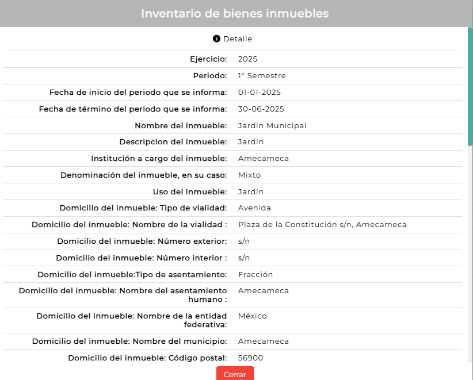 Inventario de bienes inmuebles
Detalle
Ejercicio: 2025
Periodo: 1° Semestre
Fecha de inicio del periodo que se informa: 01-01-2025
Fecha de término del periodo que se informa: 30-06-2025
Nombre del inmueble: Jardín Municipal
Descripcion del inmueble: Jardín
Institución a cargo del inmueble: Amecameca
Denominación del inmueble, en su caso: Mixto
Uso del inmueble: Jardín
Domicilio del inmueble: Tipo de vialidad: Avenida
Domicilio del inmueble: Nombre de la vialidad : Plaza de la Constitución s/n, Amecameca
Domicilio del inmueble: Número exterior: s/n
Domicilio del inmueble: Número interior : s/n
Domicilio del inmueble:Tipo de asentamiento: Fracción
Domicilio del inmueble: Nombre del asentamiento humano : Amecameca
Domicilio del inmueble: Nombre de la entidad federativa: México
Domicilio del inmueble: Nombre del municipio: Amecameca
Domicilio del inmueble: Código postal: 56900
Cerrar